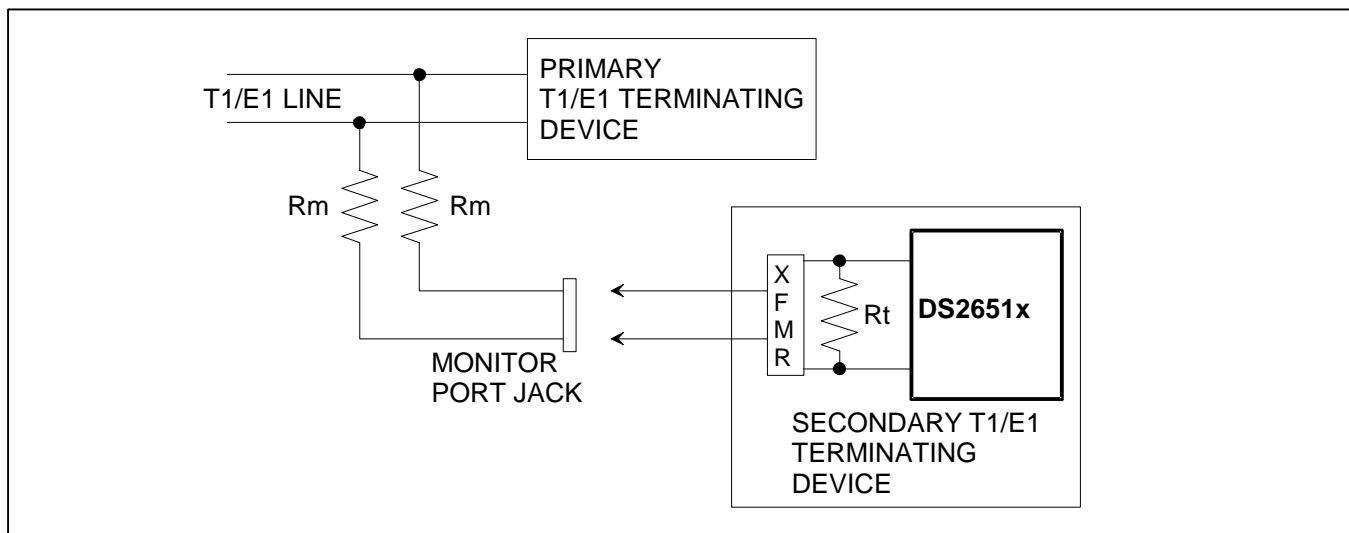 T1/E1 LINE
PRIMARY
T1/E1 TERMINATING
DEVICE
Rm
Rm
MONITOR
PORT JACK
X
F
M
R
Rt
DS2651x
SECONDARY T1/E1
TERMINATING
DEVICE